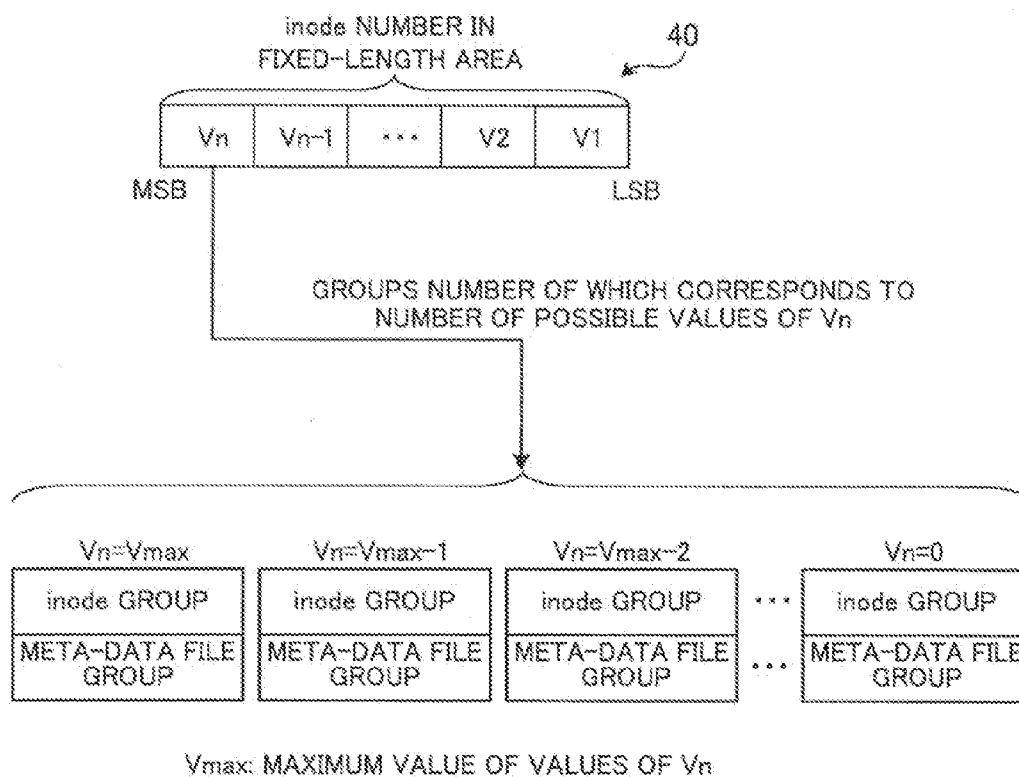 inode NUMBER IN
FIXED-LENGTH AREA
40
Vn Vn-1 ••• V2 V1
MSB LSB
GROUPS NUMBER OF WHICH CORRESPONDS TO
NUMBER OF POSSIBLE VALUES OF Vn
Vn=Vmax Vn=Vmax-1 Vn=Vmax-2 Vn=0
inode GROUP inode GROUP inode GROUP ••• inode GROUP
META-DATA FILE META-DATA FILE META-DATA FILE ••• META-DATA FILE
GROUP GROUP GROUP GROUP
Vmax: MAXIMUM VALUE OF VALUES OF Vn